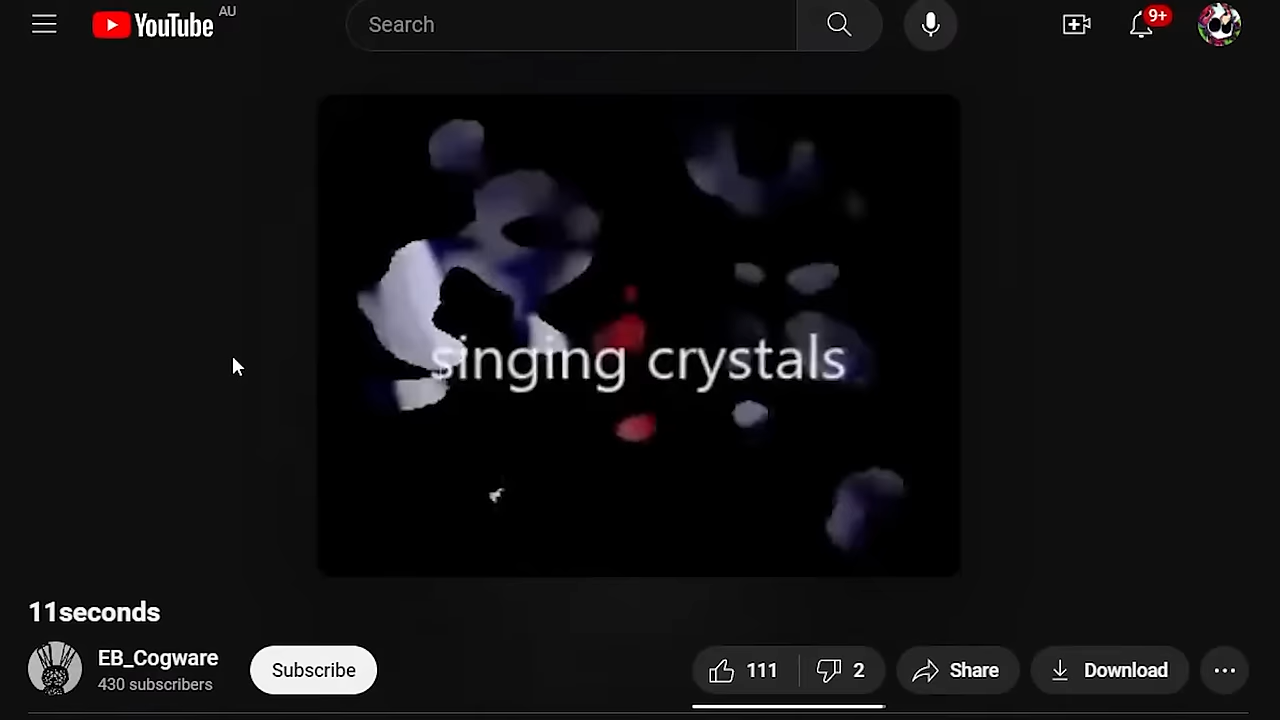 YouTube AU
Search
9+
singing crystals
11seconds
EB_Cogware
430 subscribers
Subscribe
111
2
Share
Download